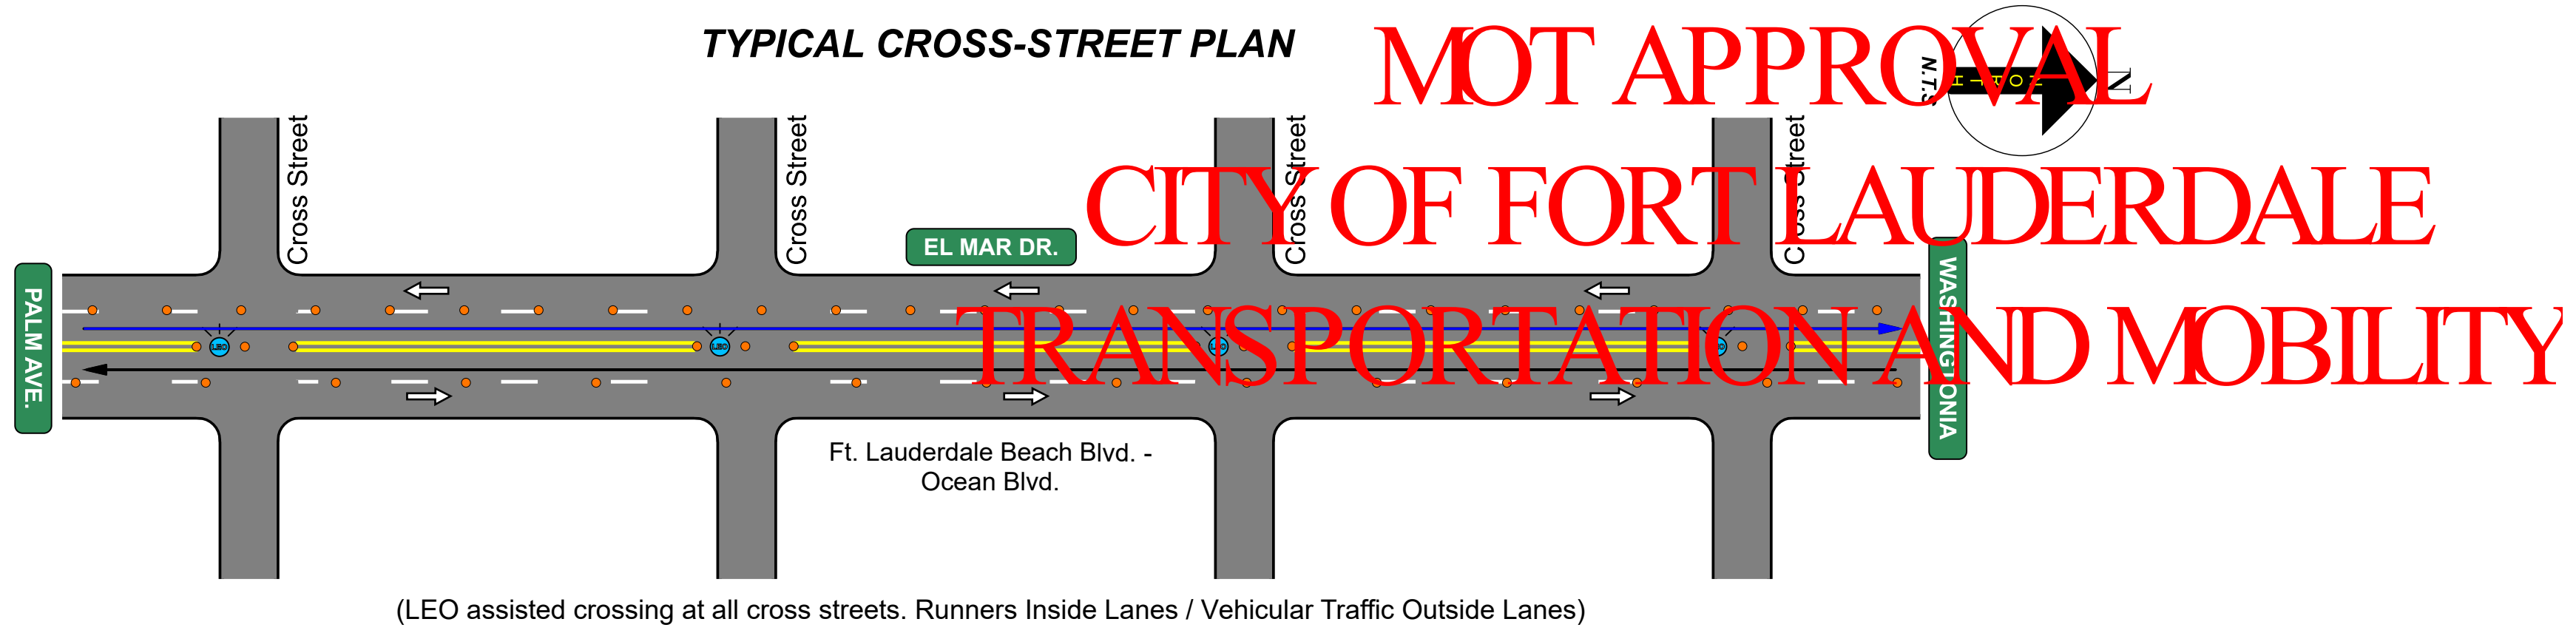 TYPICAL CROSS-STREET PLAN
MOT APPROVAL
N.T.S
NORTH
N
Cross Street
Cross Street
Cross Street
Cross Street
CITY OF FORT LAUDERDALE
EL MAR DR.
PALM AVE.
WASHINGTONIA
TRANSPORTATION AND MOBILITY
LEO
LEO
LEO
Ft. Lauderdale Beach Blvd. -
Ocean Blvd.
(LEO assisted crossing at all cross streets. Runners Inside Lanes / Vehicular Traffic Outside Lanes)